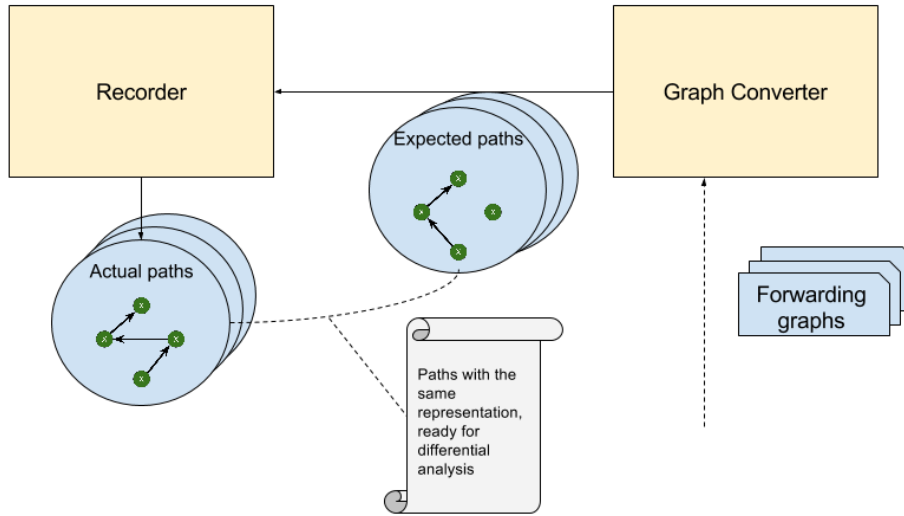 Recorder
Graph Converter
Expected paths
x
x
x
x
Actual paths
x
x
x
x
Forwarding
graphs
Paths with the
same
representation,
ready for
differential
analysis